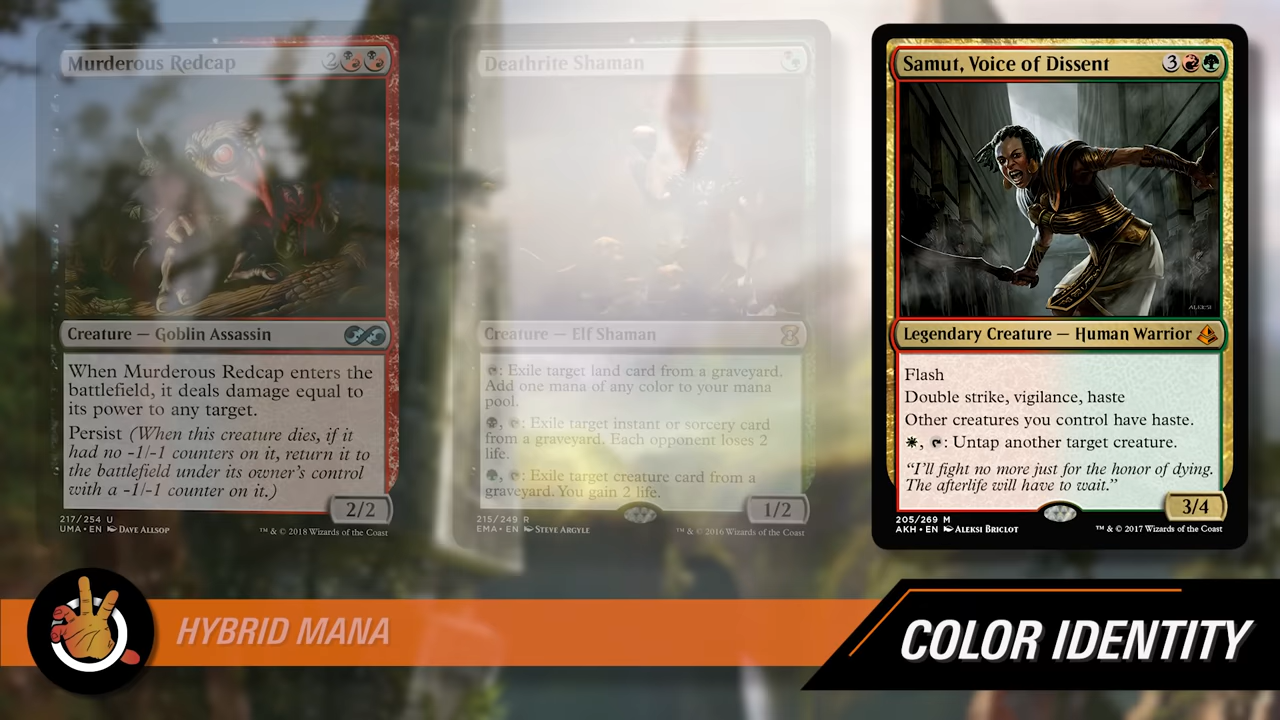 Murderous Redcap 2
Creature — Goblin Assassin
When Murderous Redcap enters the
battlefield, it deals damage equal to
its power to any target.
Persist (When this creature dies, if it
had no -1/-1 counters on it, return it to
the battlefield under its owner's control
with a -1/-1 counter on it.)
2/2
217/254 U
UMA • EN Dave Allsop
™ & © 2018 Wizards of the Coast
Deathrite Shaman
Creature — Elf Shaman
: Exile target land card from a graveyard.
Add one mana of any color to your mana
pool.
, : Exile target instant or sorcery card
from a graveyard. Each opponent loses 2
life.
, : Exile target creature card from a
graveyard. You gain 2 life.
1/2
215/249 R
EMA • EN Steve Argyle
™ & © 2016 Wizards of the Coast
Samut, Voice of Dissent 3
Legendary Creature — Human Warrior
Flash
Double strike, vigilance, haste
Other creatures you control have haste.
, : Untap another target creature.
“I'll fight no more just for the honor of dying.
The afterlife will have to wait.”
3/4
205/269 M
AKH • EN Aleksi Briclot
™ & © 2017 Wizards of the Coast
HYBRID MANA
COLOR IDENTITY